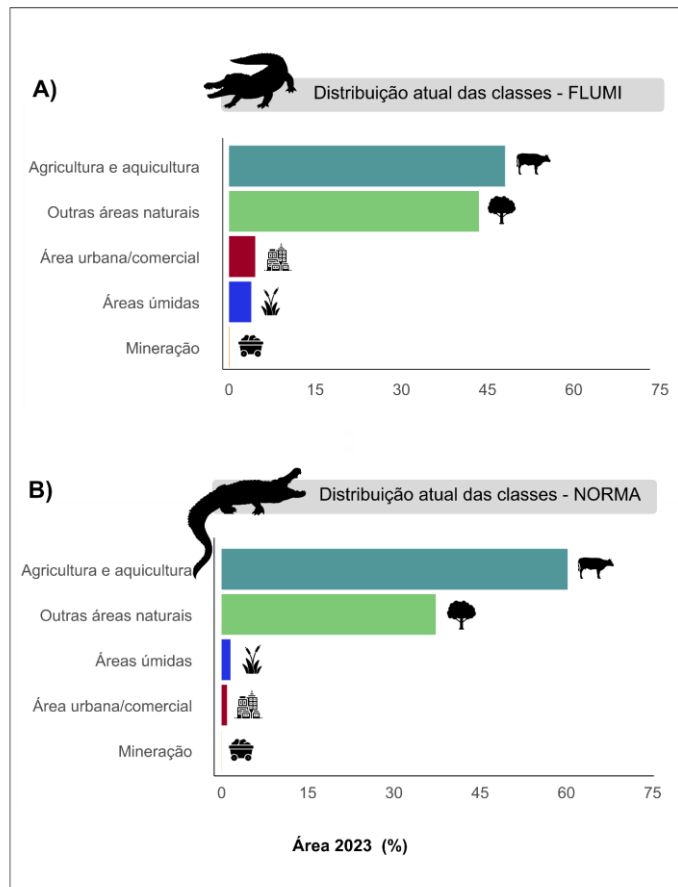 A)
Distribuição atual das classes - FLUMI
Agricultura e aquicultura
Outras áreas naturais
Área urbana/comercial
Áreas úmidas
Mineração
0 15 30 45 60 75
B)
Distribuição atual das classes - NORMA
Agricultura e aquicultura
Outras áreas naturais
Áreas úmidas
Área urbana/comercial
Mineração
0 15 30 45 60 75
Área 2023 (%)